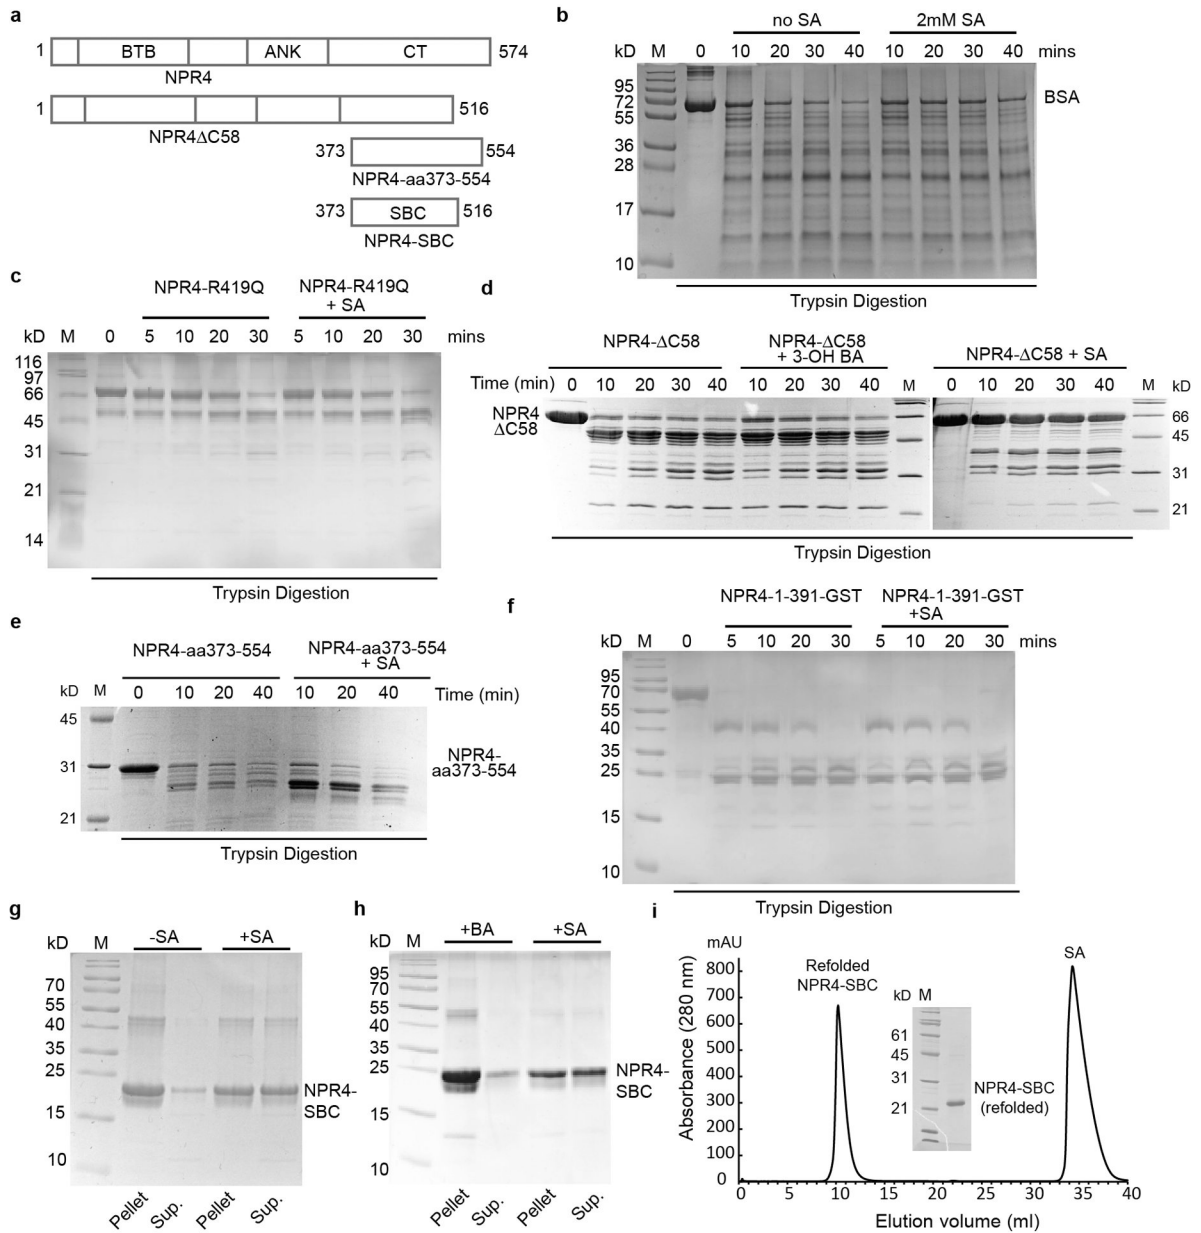 a
1 BTB ANK CT 574
NPR4
1 516
NPR4ΔC58
373 554
NPR4-aa373-554
373 SBC 516
NPR4-SBC
b
no SA 2mM SA
kD M 0 10 20 30 40 10 20 30 40 mins
95
72
55
36
28
17
10
BSA
Trypsin Digestion
c
NPR4-R419Q NPR4-R419Q
+ SA
kD M 0 5 10 20 30 5 10 20 30 mins
116
97
66
45
31
21
14
Trypsin Digestion
d
NPR4-ΔC58 NPR4-ΔC58
+ 3-OH BA
NPR4-ΔC58 + SA
Time (min) 0 10 20 30 40 10 20 30 40 M 0 10 20 30 40 M kD
NPR4
ΔC58
66
45
31
21
Trypsin Digestion
e
NPR4-aa373-554 NPR4-aa373-554
+ SA
kD M 0 10 20 40 10 20 40 Time (min)
45
31
21
NPR4-
aa373-554
Trypsin Digestion
f
NPR4-1-391-GST NPR4-1-391-GST
+SA
kD M 0 5 10 20 30 5 10 20 30 mins
95
70
55
40
35
25
15
10
Trypsin Digestion
g
-SA +SA
kD M
70
55
40
35
25
15
10
NPR4-
SBC
Pellet Sup. Pellet Sup.
h
+BA +SA
kD M
95
70
55
40
35
25
15
10
NPR4-
SBC
Pellet Sup. Pellet Sup.
i
mAU
800
700
600
500
400
300
200
100
0
Absorbance (280 nm)
Refolded
NPR4-SBC
SA
kD M
61
45
31
21
NPR4-SBC
(refolded)
0 5 10 15 20 25 30 35 40
Elution volume (ml)